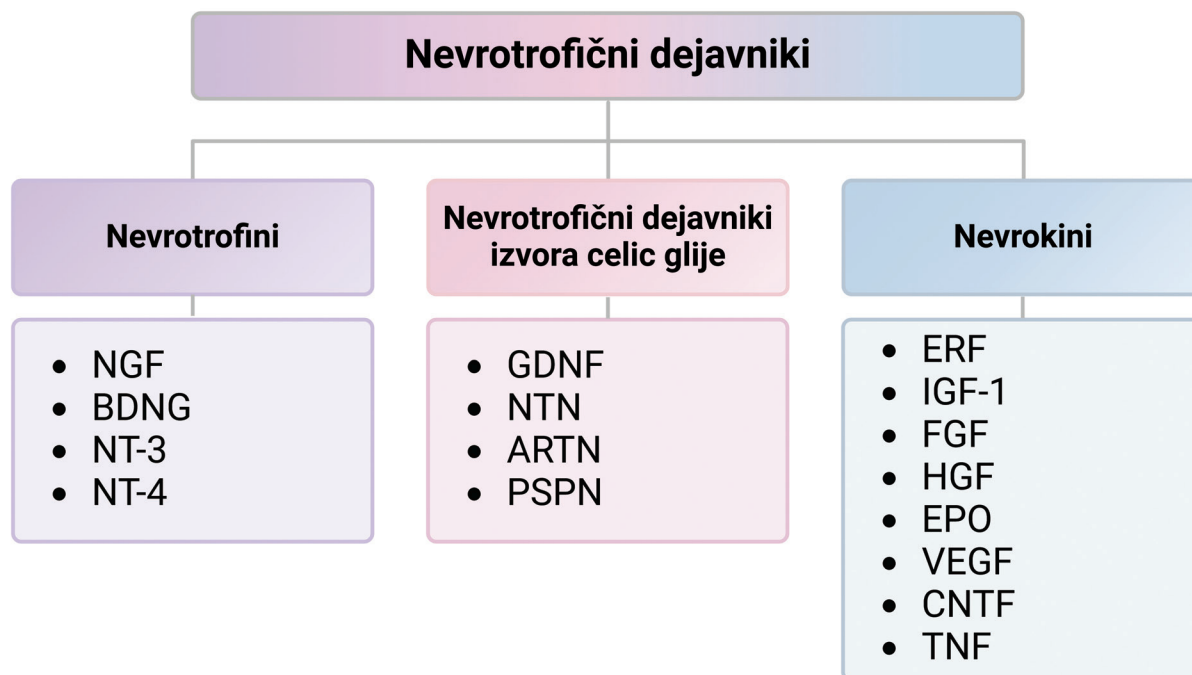 Nevrotrofični dejavniki
Nevrotrofini
• NGF
• BDNG
• NT-3
• NT-4
Nevrotrofični dejavniki
izvora celic glije
• GDNF
• NTN
• ARTN
• PSPN
Nevrokini
• ERF
• IGF-1
• FGF
• HGF
• EPO
• VEGF
• CNTF
• TNF